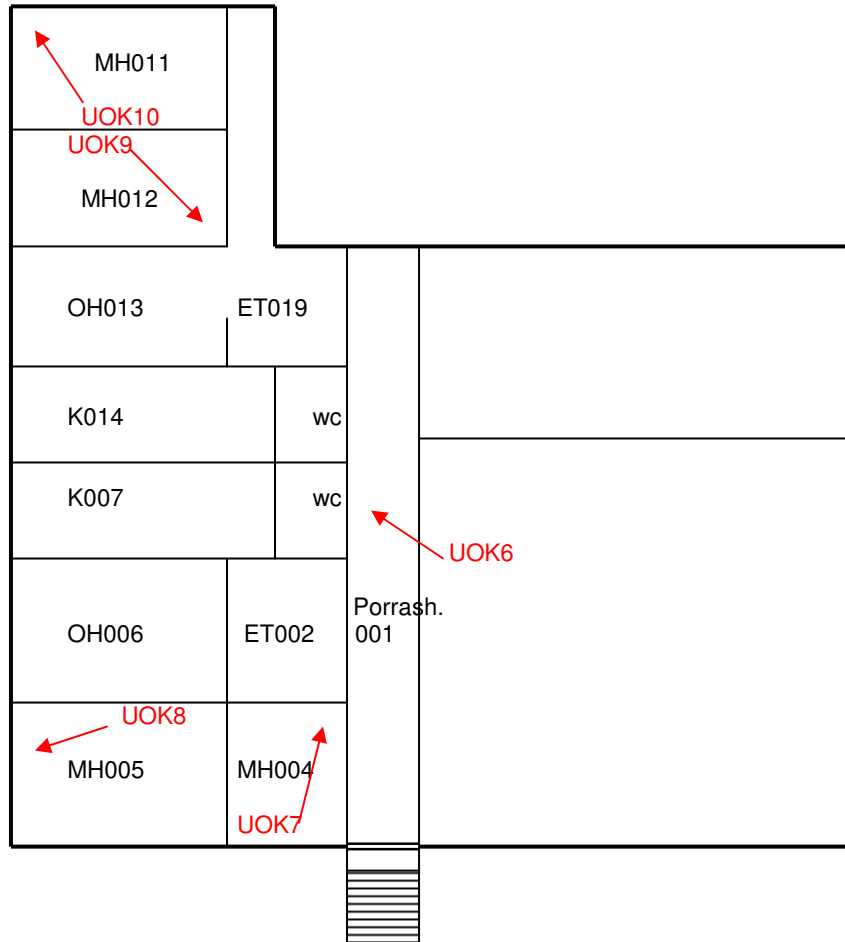 MH011
UOK10
UOK9
MH012
OH013 ET019
K014 wc
K007 wc
UOK6
Porrash.
OH006 ET002 001
UOK8
MH005 MH004
UOK7